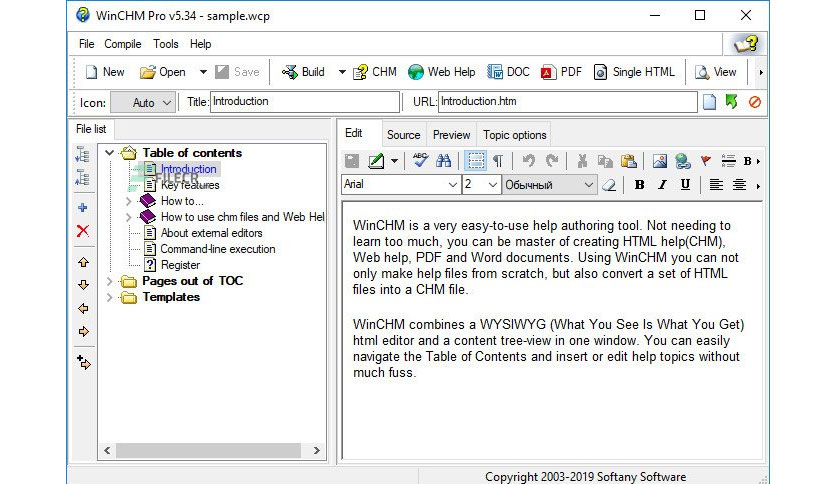 WinCHM Pro v5.34 - sample.wcp
File Compile Tools Help
New Open Save Build CHM Web Help DOC PDF Single HTML View
Icon: Auto Title: Introduction URL: Introduction.htm
File list
Table of contents
Introduction
FILECR
Key features
How to...
How to use chm files and Web Hel
About external editors
Command-line execution
Register
Pages out of TOC
Templates
Edit Source Preview Topic options
ABC B
Arial 2 Обычный B I U
WinCHM is a very easy-to-use help authoring tool. Not needing to
learn too much, you can be master of creating HTML help(CHM),
Web help, PDF and Word documents. Using WinCHM you can not
only make help files from scratch, but also convert a set of HTML
files into a CHM file.
WinCHM combines a WYSIWYG (What You See Is What You Get)
html editor and a content tree-view in one window. You can easily
navigate the Table of Contents and insert or edit help topics without
much fuss.
Copyright 2003-2019 Softany Software